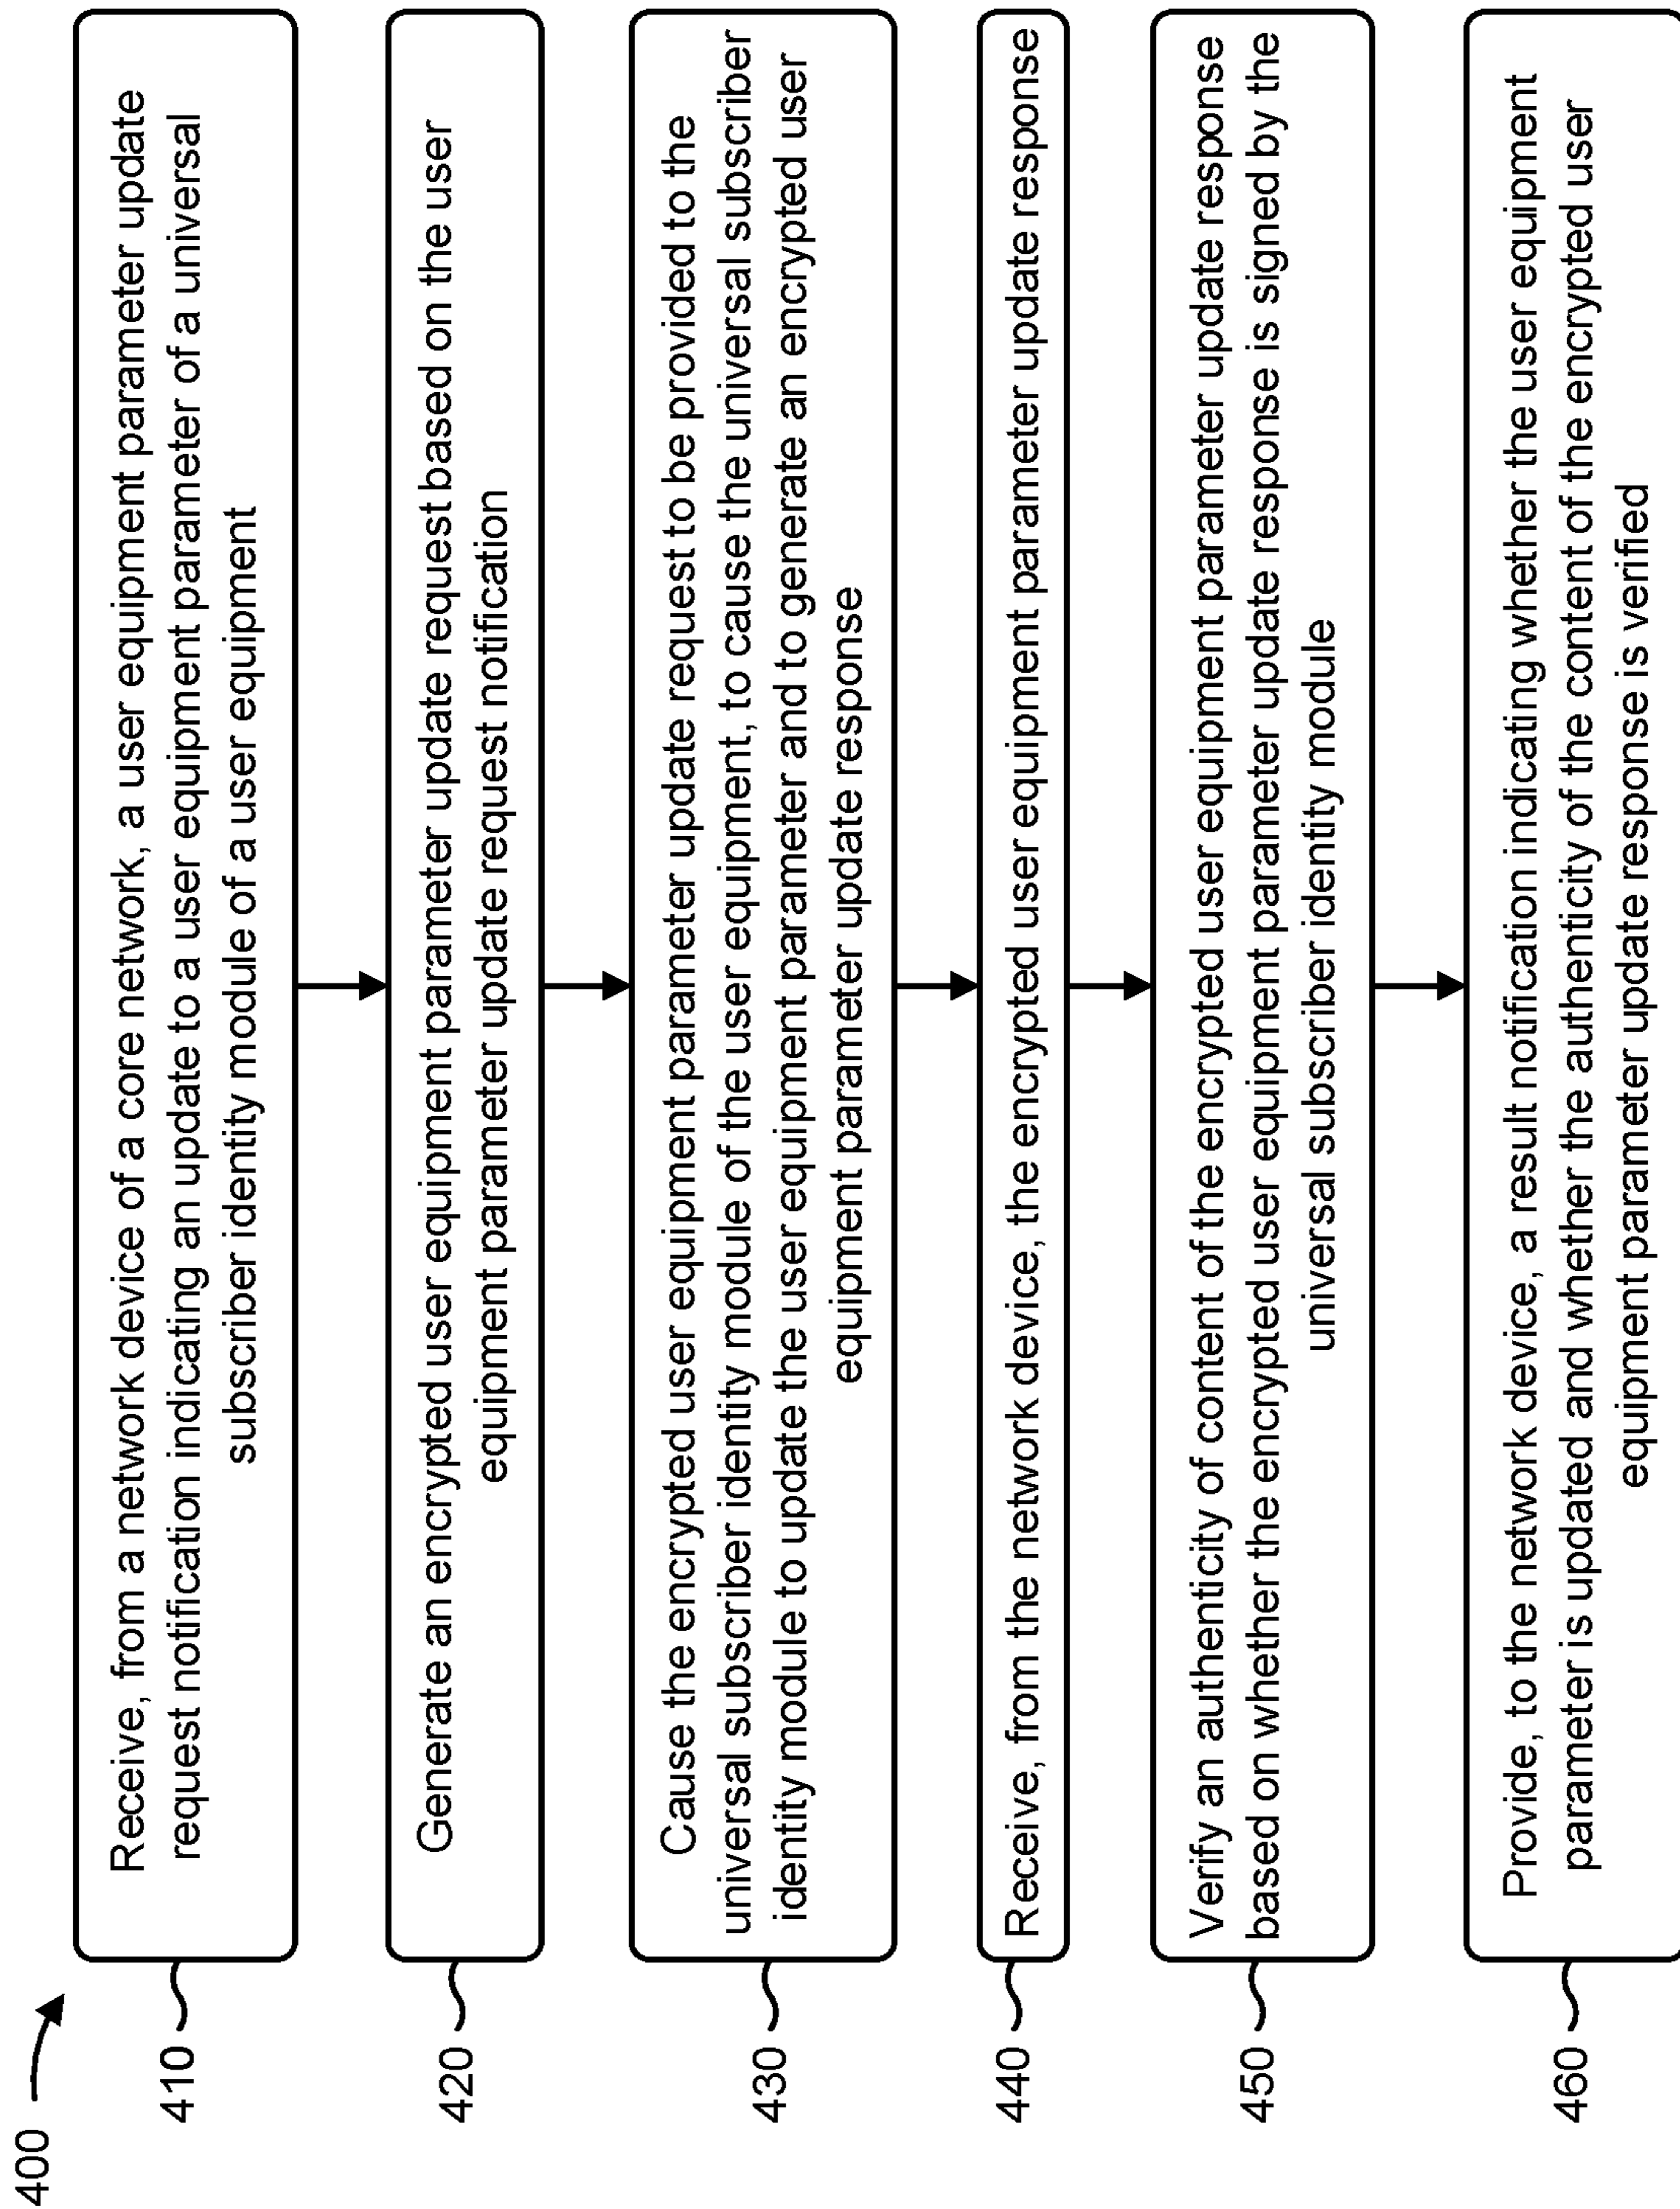 400
410
Receive, from a network device of a core network, a user equipment parameter update
request notification indicating an update to a user equipment parameter of a universal
subscriber identity module of a user equipment
420
Generate an encrypted user equipment parameter update request based on the user
equipment parameter update request notification
430
Cause the encrypted user equipment parameter update request to be provided to the
universal subscriber identity module of the user equipment, to cause the universal subscriber
identity module to update the user equipment parameter and to generate an encrypted user
equipment parameter update response
440
Receive, from the network device, the encrypted user equipment parameter update response
450
Verify an authenticity of content of the encrypted user equipment parameter update response
based on whether the encrypted user equipment parameter update response is signed by the
universal subscriber identity module
460
Provide, to the network device, a result notification indicating whether the user equipment
parameter is updated and whether the authenticity of the content of the encrypted user
equipment parameter update response is verified